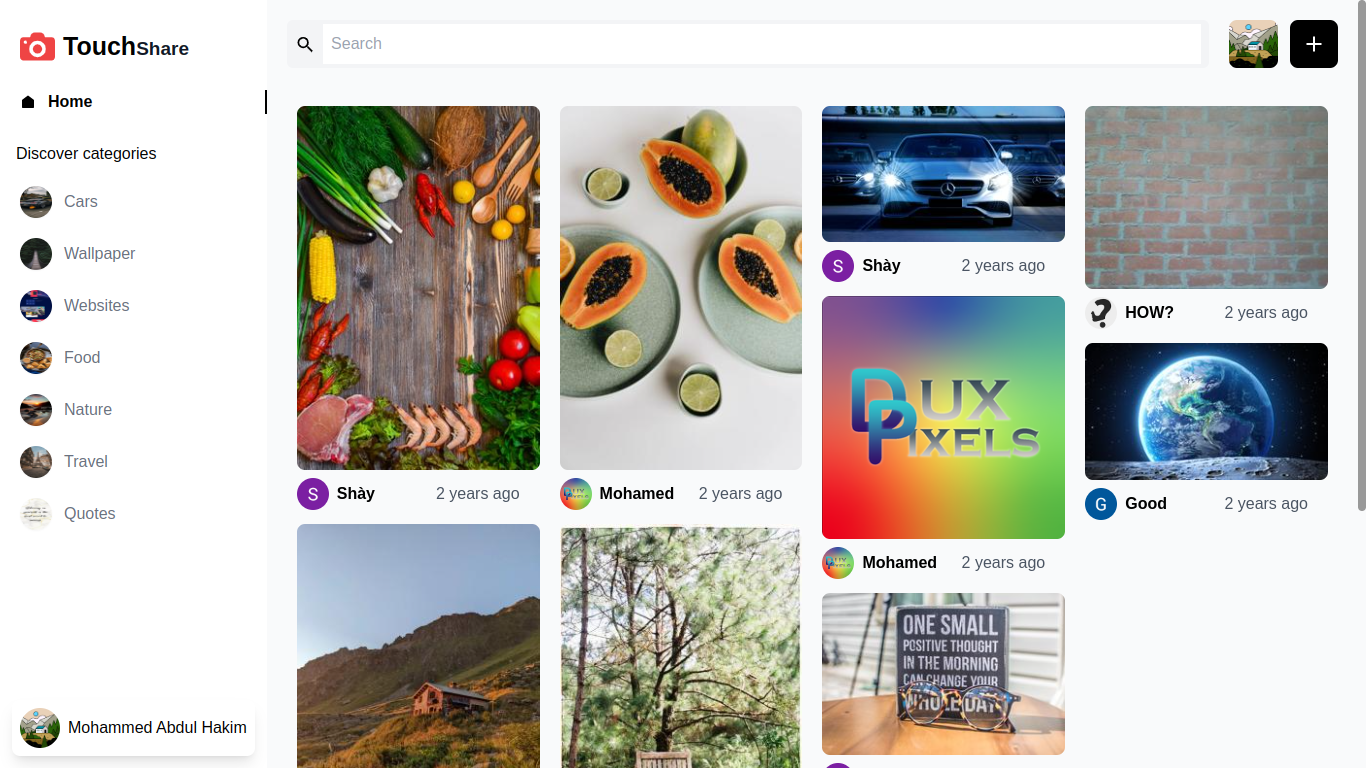 TouchShare
Home
Discover categories
Cars
Wallpaper
Websites
Food
Nature
Travel
Quotes
Mohammed Abdul Hakim
Search
Shày 2 years ago
Mohamed 2 years ago
S Shày 2 years ago
HOW? 2 years ago
DUX
PIXELS
G Good 2 years ago
Mohamed 2 years ago
ONE SMALL
POSITIVE THOUGHT
IN THE MORNING
CAN CHANGE YOUR
WHOLE DAY